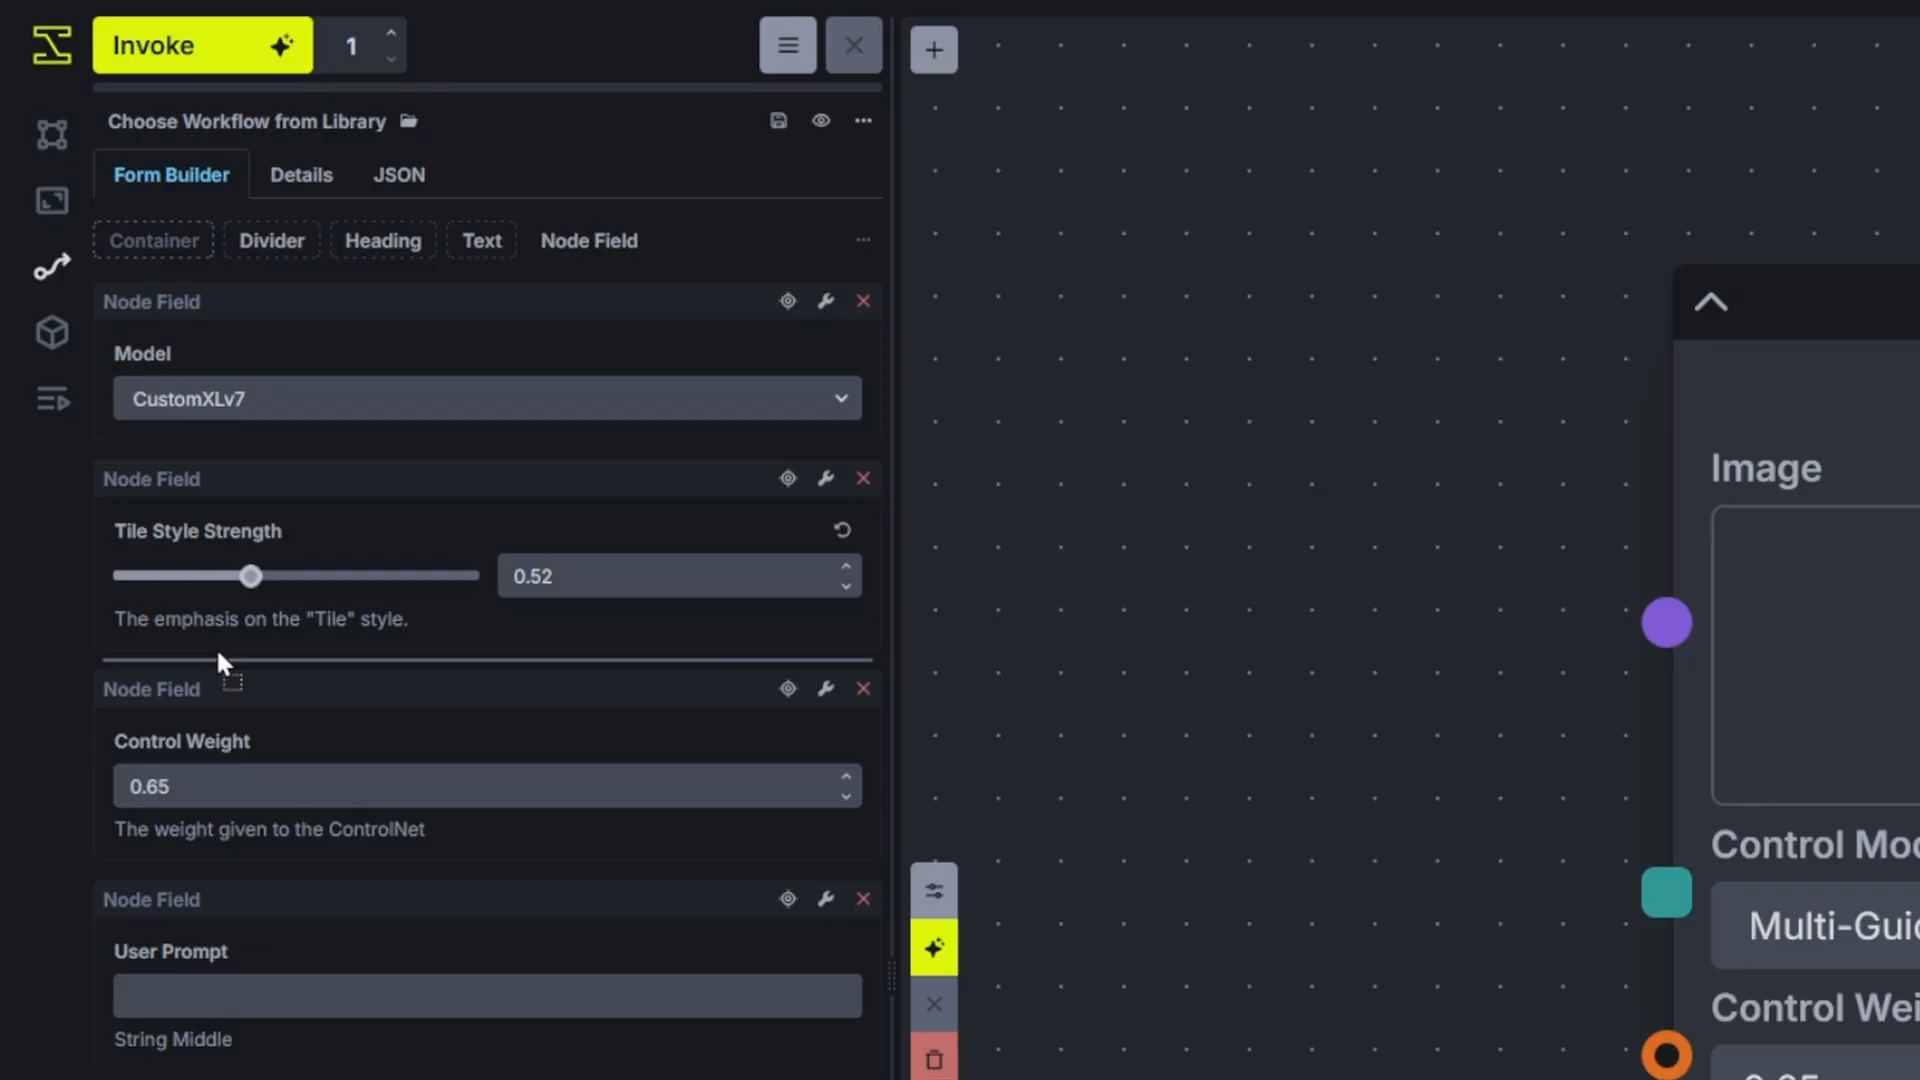 Invoke
1
Choose Workflow from Library
Form Builder
Details
JSON
Container
Divider
Heading
Text
Node Field
Node Field
Model
CustomXLv7
Node Field
Tile Style Strength
0.52
The emphasis on the "Tile" style.
Node Field
Control Weight
0.65
The weight given to the ControlNet
Node Field
User Prompt
String Middle
Image
Control Mod
Multi-Guid
Control Wei